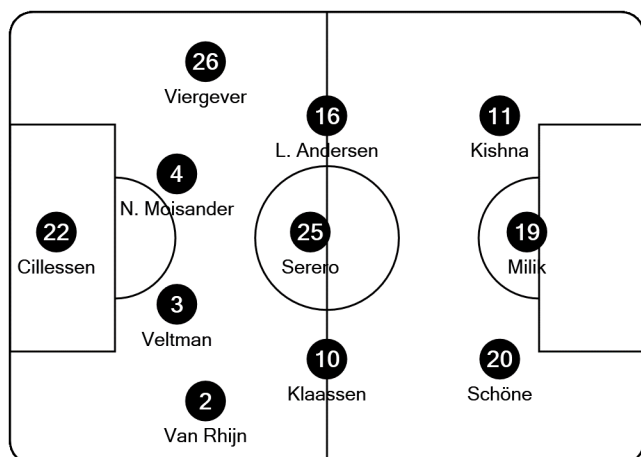 26
Viergever
16
L. Andersen
11
Kishna
4
N. Moisander
22
Cillessen
25
Serero
19
Milik
3
Veltman
10
Klaassen
20
Schöne
2
Van Rhijn